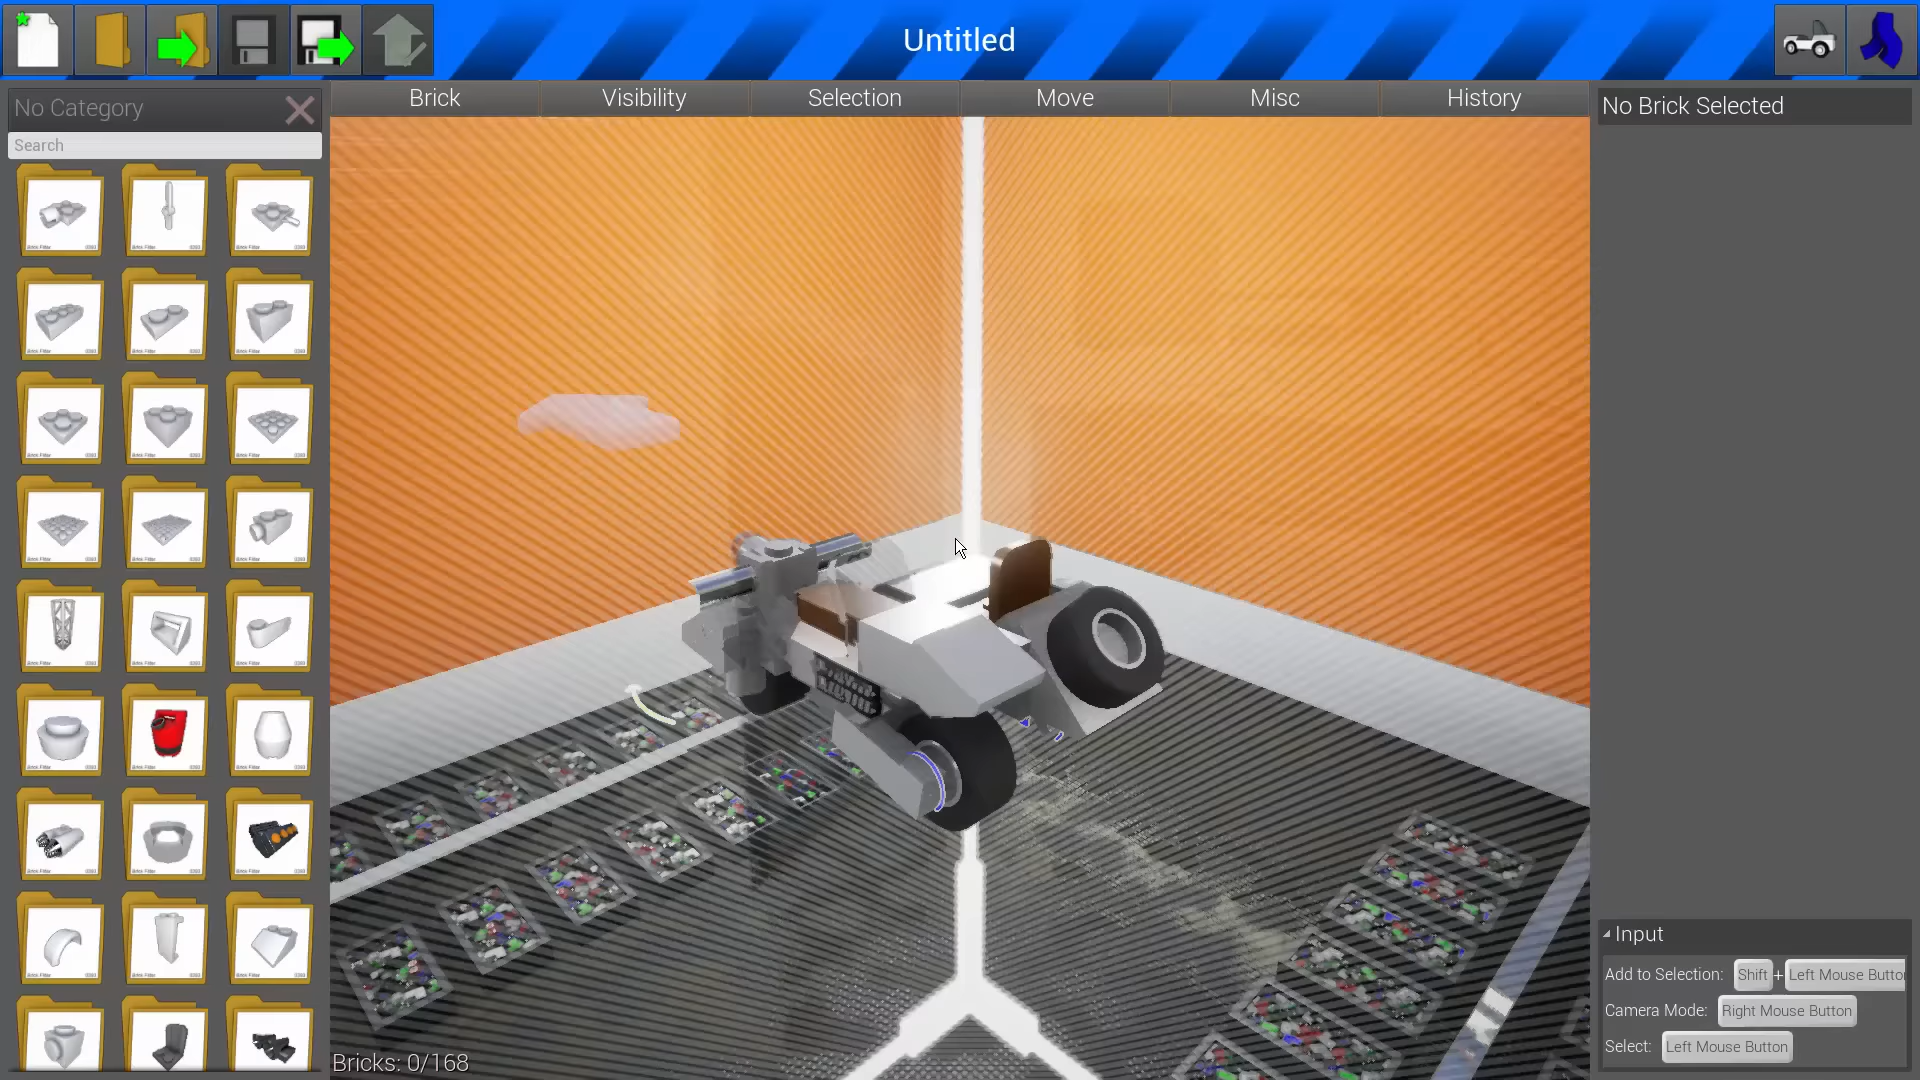 Untitled
No Category
Search
Brick
Visibility
Selection
Move
Misc
History
No Brick Selected
Bricks: 0/168
Input
Add to Selection: Shift + Left Mouse Butto
Camera Mode: Right Mouse Button
Select: Left Mouse Button